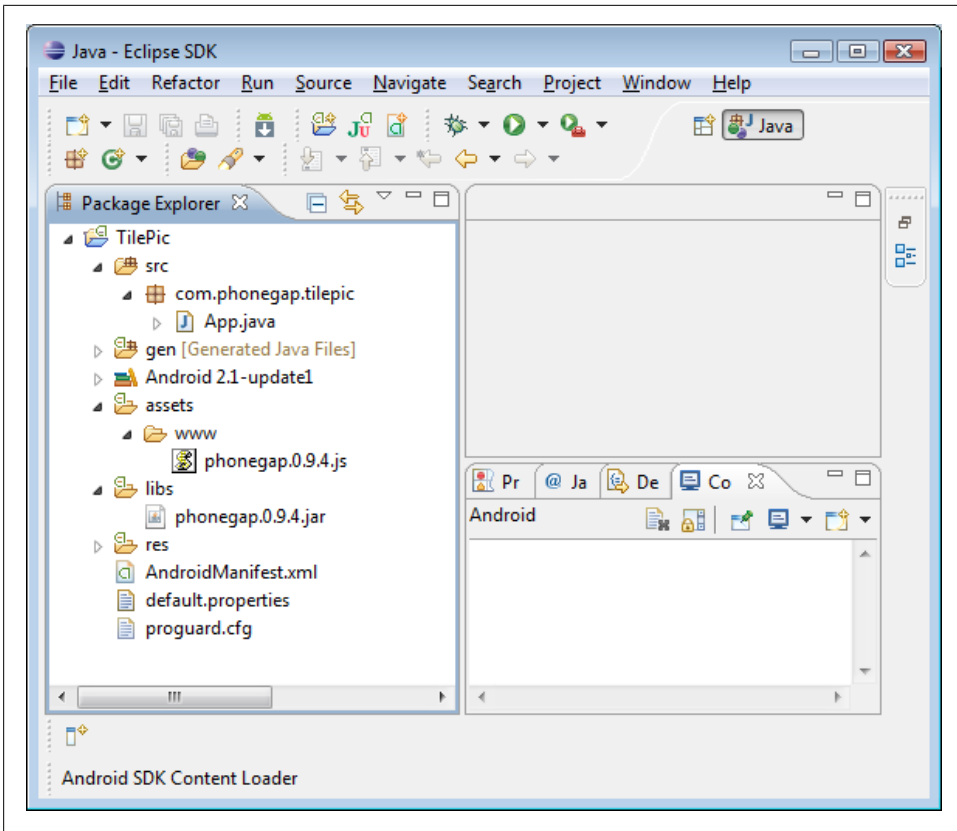 Java - Eclipse SDK
File Edit Refactor Run Source Navigate Search Project Window Help
Java
Package Explorer
TilePic
src
com.phonegap.tilepic
App.java
gen [Generated Java Files]
Android 2.1-update1
assets
www
phonegap.0.9.4.js
libs
phonegap.0.9.4.jar
res
AndroidManifest.xml
default.properties
proguard.cfg
Pr @ Ja De Co
Android
Android SDK Content Loader